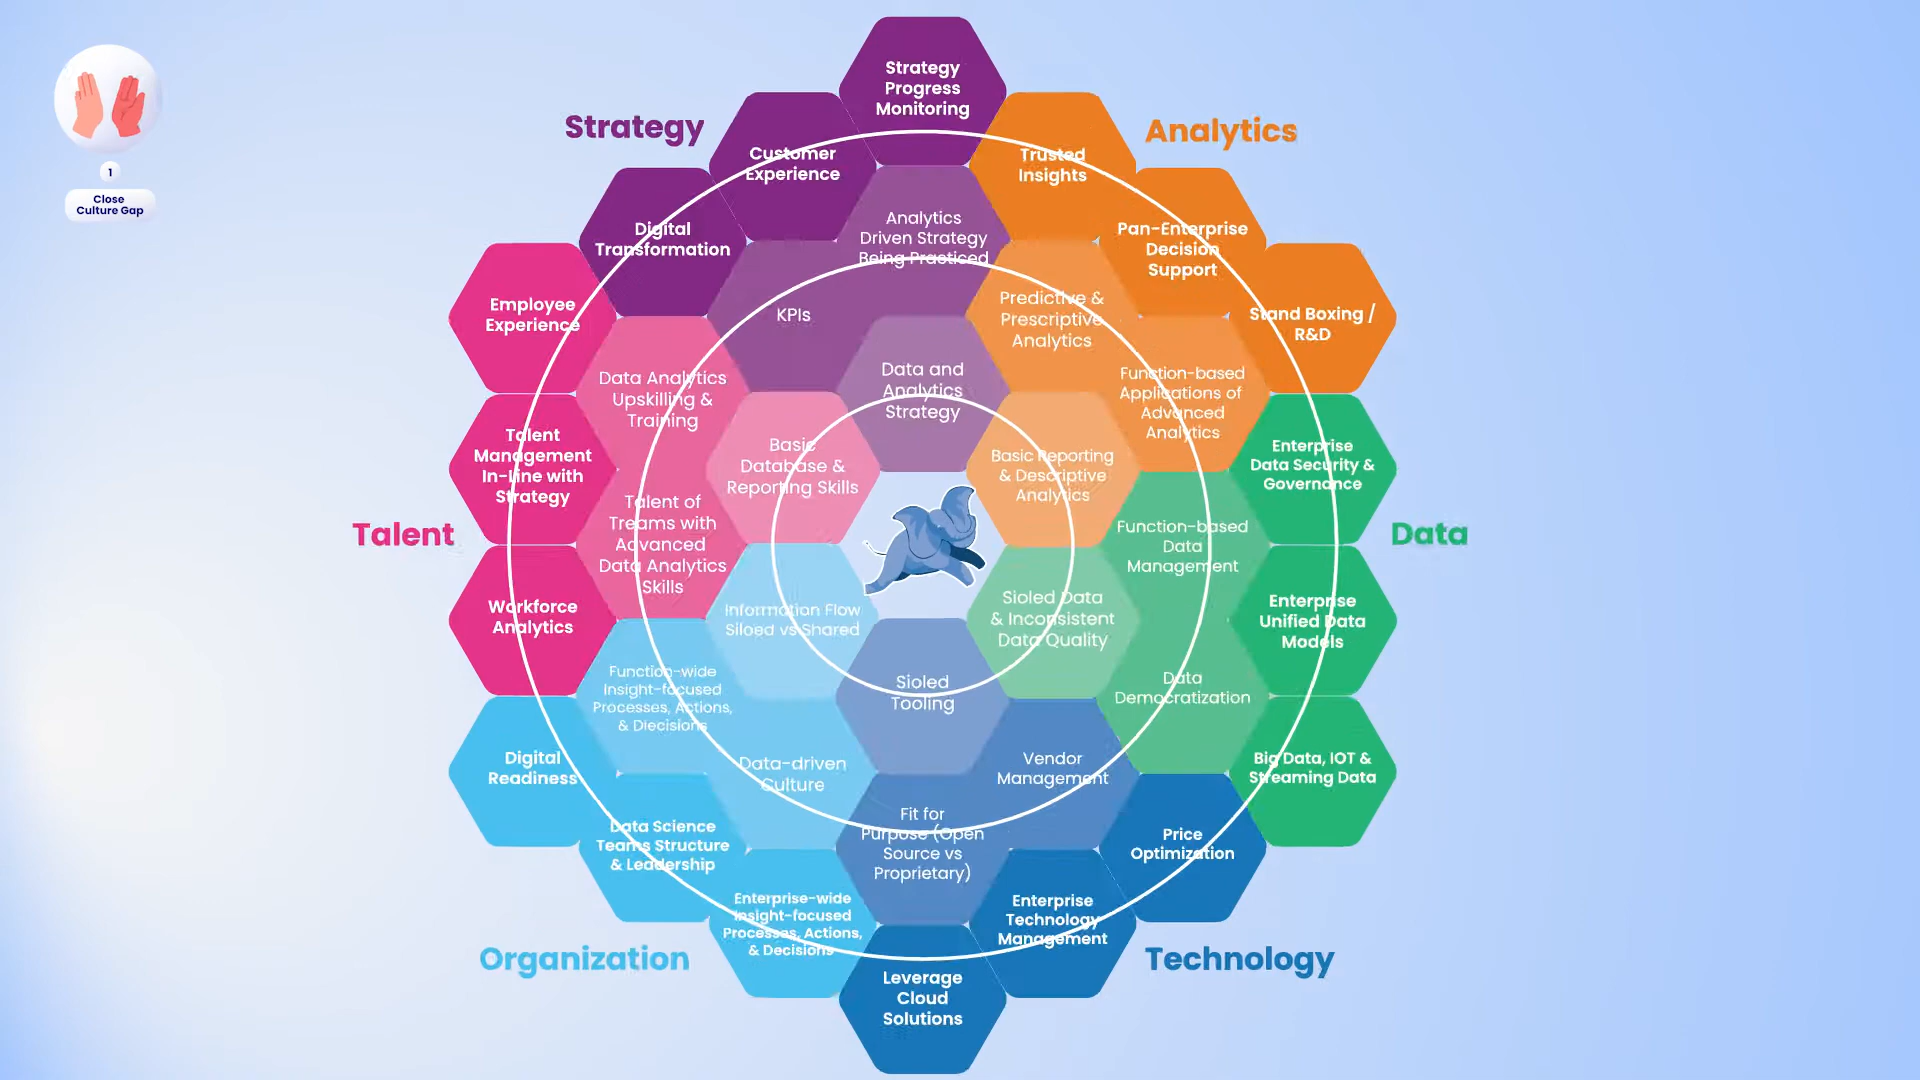 1
Close
Culture Gap
Strategy
Analytics
Talent
Data
Organization
Technology
Strategy
Progress
Monitoring
Customer
Experience
Trusted
Insights
Digital
Transformation
Analytics
Driven Strategy
Being Practiced
Pan-Enterprise
Decision
Support
Employee
Experience
KPIs
Predictive &
Prescriptive
Analytics
Stand Boxing /
R&D
Data Analytics
Upskilling &
Training
Data and
Analytics
Strategy
Function-based
Applications of
Advanced
Analytics
Talent
Management
In-Line with
Strategy
Basic
Database &
Reporting Skills
Basic Reporting
& Descriptive
Analytics
Enterprise
Data Security &
Governance
Talent of
Treams with
Advanced
Data Analytics
Skills
Function-based
Data
Management
Workforce
Analytics
Information Flow
Siloed vs Shared
Sioled Data
& Inconsistent
Data Quality
Enterprise
Unified Data
Models
Function-wide
Insight-focused
Processes, Actions,
& Diecisions
Sioled
Tooling
Data
Democratization
Digital
Readiness
Data-driven
Culture
Vendor
Management
Big Data, IOT &
Streaming Data
Data Science
Teams Structure
& Leadership
Fit for
Purpose (Open
Source vs
Proprietary)
Price
Optimization
Enterprise-wide
Insight-focused
Processes, Actions,
& Decisions
Enterprise
Technology
Management
Leverage
Cloud
Solutions